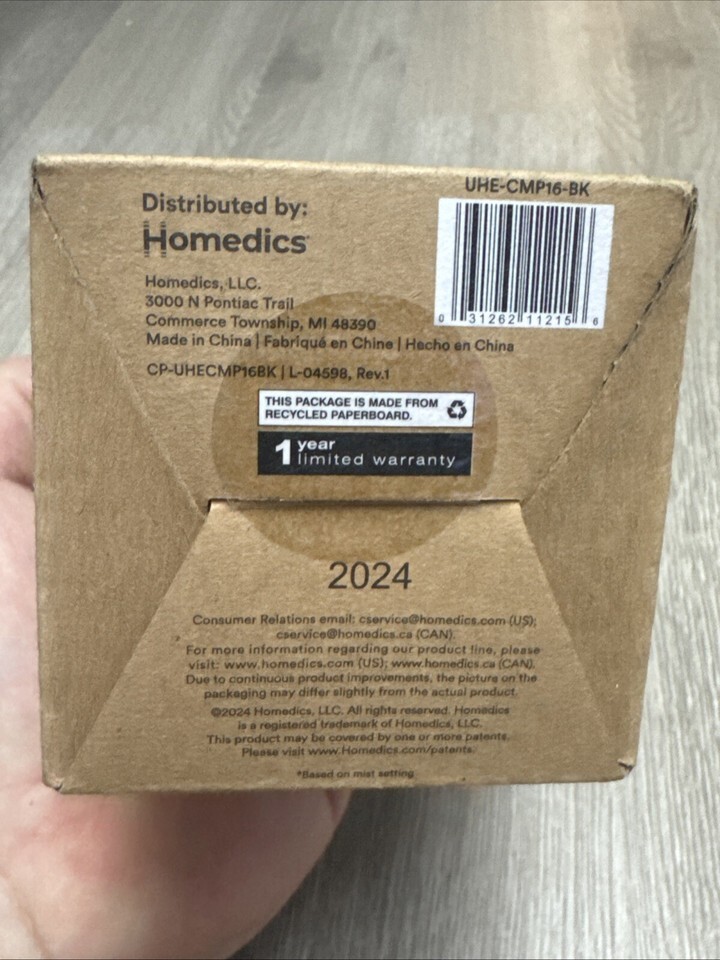 UHE-CMP16-BK
Distributed by:
Homedics
Homedics, LLC.
3000 N Pontiac Trail
Commerce Township, MI 48390
Made in China | Fabriqué en Chine | Hecho en China
CP-UHECMP16BK | L-04598, Rev.1
0 31262 11215 6
THIS PACKAGE IS MADE FROM
RECYCLED PAPERBOARD.
1 year
limited warranty
2024
Consumer Relations email: cservice@homedics.com (US);
cservice@homedics.ca (CAN).
For more information regarding our product line, please
visit: www.homedics.com (US); www.homedics.ca (CAN).
Due to continuous product improvements, the picture on the
packaging may differ slightly from the actual product.
©2024 Homedics, LLC. All rights reserved. Homedics
is a registered trademark of Homedics, LLC.
This product may be covered by one or more patents.
Please visit www.Homedics.com/patents.
*Based on mist setting